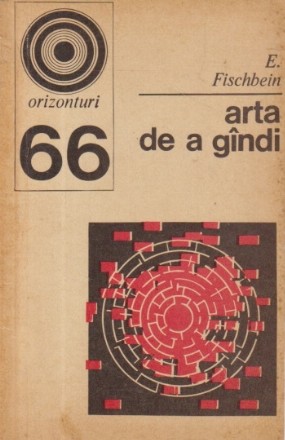 orizonturi
66
E.
Fischbein
arta
de a gîndi